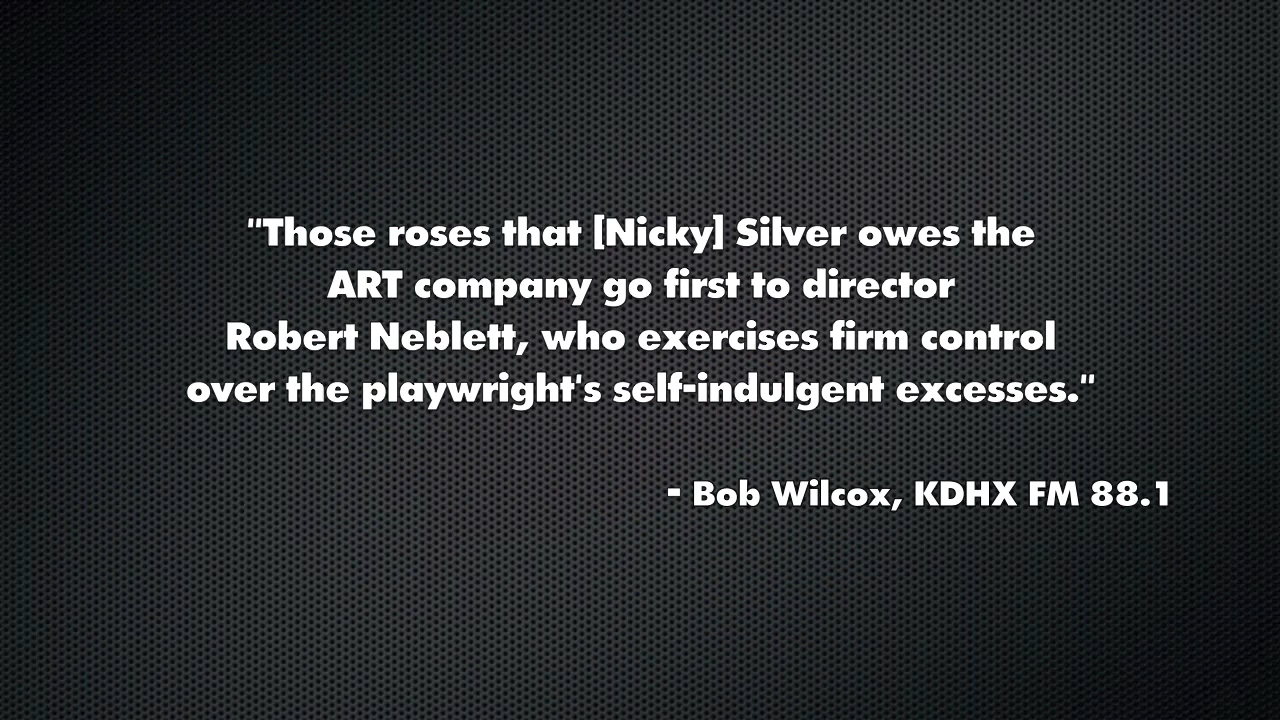 "Those roses that [Nicky] Silver owes the
ART company go first to director
Robert Neblett, who exercises firm control
over the playwright's self-indulgent excesses."
- Bob Wilcox, KDHX FM 88.1